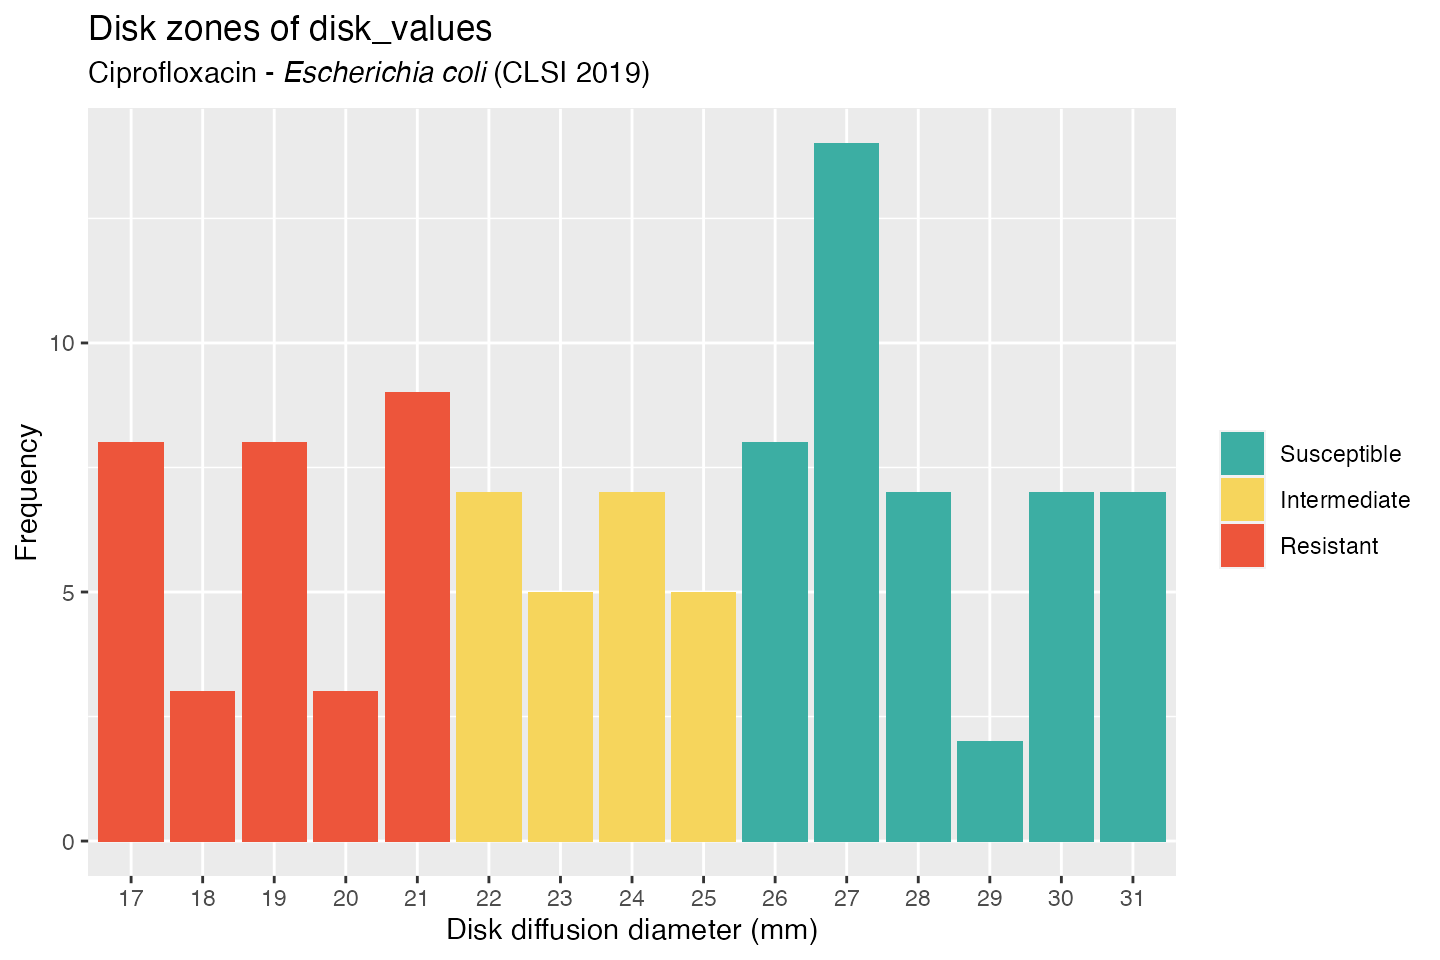 Disk zones of disk_values
Ciprofloxacin - Escherichia coli (CLSI 2019)
10
5
0
Frequency
17 18 19 20 21 22 23 24 25 26 27 28 29 30 31
Disk diffusion diameter (mm)
Susceptible
Intermediate
Resistant